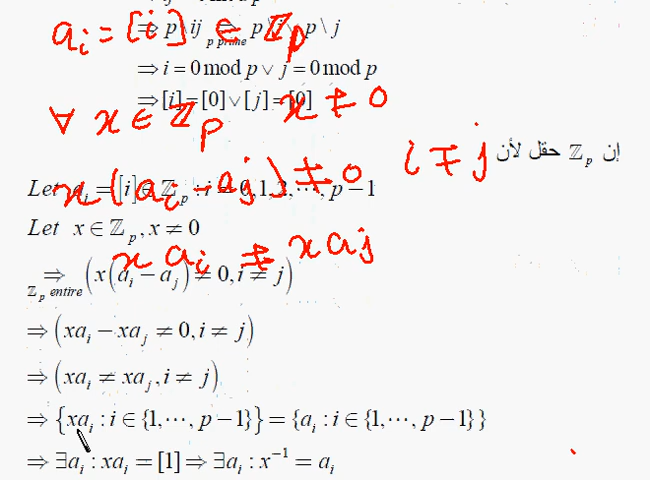 ⇒ p \ ij ⇒ p \ i ∨ p \ j
p prime
a_i = [i] ∈ ℤ_p
⇒ i = 0 mod p ∨ j = 0 mod p
⇒ [i] = [0] ∨ [j] = [0]
∀ x ∈ ℤ_p x ≠ 0
إن ℤ_p حقل لأن
i ≠ j
x(a_i - a_j) ≠ 0
Let a_i = [i] ∈ ℤ_p : i = 0,1,2,⋯, p−1
Let x ∈ ℤ_p, x ≠ 0
x a_i ≠ x a_j
⇒ (x(a_i − a_j) ≠ 0, i ≠ j)
ℤ_p entire
⇒ (xa_i − xa_j ≠ 0, i ≠ j)
⇒ (xa_i ≠ xa_j, i ≠ j)
⇒ {xa_i : i ∈ {1,⋯, p−1}} = {a_i : i ∈ {1,⋯, p−1}}
⇒ ∃a_i : xa_i = [1] ⇒ ∃a_i : x⁻¹ = a_i